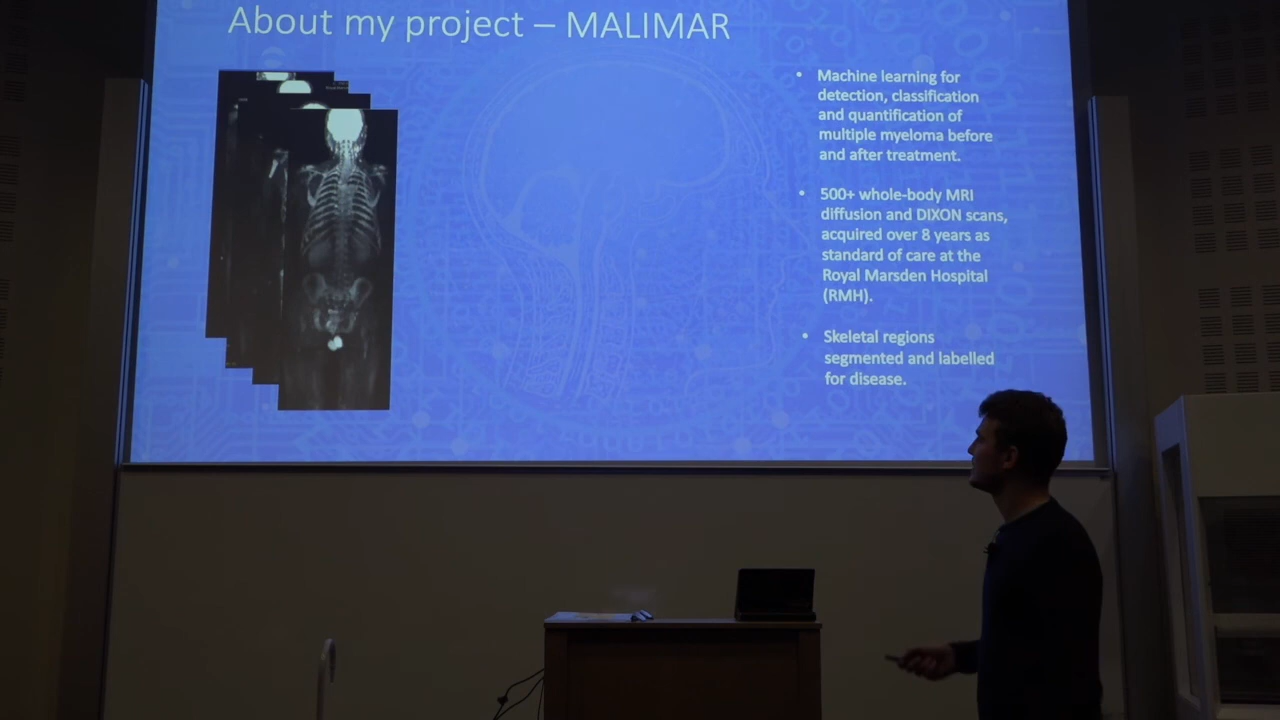 About my project – MALIMAR
• Machine learning for
detection, classification
and quantification of
multiple myeloma before
and after treatment.
• 500+ whole-body MRI
diffusion and DIXON scans,
acquired over 8 years as
standard of care at the
Royal Marsden Hospital
(RMH).
• Skeletal regions
segmented and labelled
for disease.